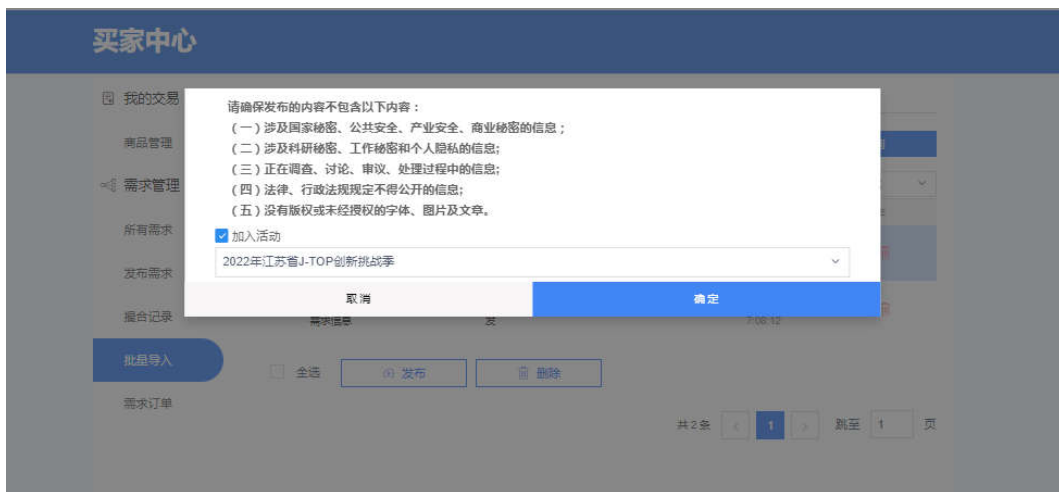 买家中心
我的交易
商品管理
需求管理
所有需求
发布需求
撮合记录
批量导入
需求订单
请确保发布的内容不包含以下内容：
（一）涉及国家秘密、公共安全、产业安全、商业秘密的信息；
（二）涉及科研秘密、工作秘密和个人隐私的信息;
（三）正在调查、讨论、审议、处理过程中的信息;
（四）法律、行政法规规定不得公开的信息;
（五）没有版权或未经授权的字体、图片及文章。
加入活动
2022年江苏省J-TOP创新挑战季
取消 确定
需求信息 发 7:08:12
全选 发布 删除
共2条 1 跳至 1 页